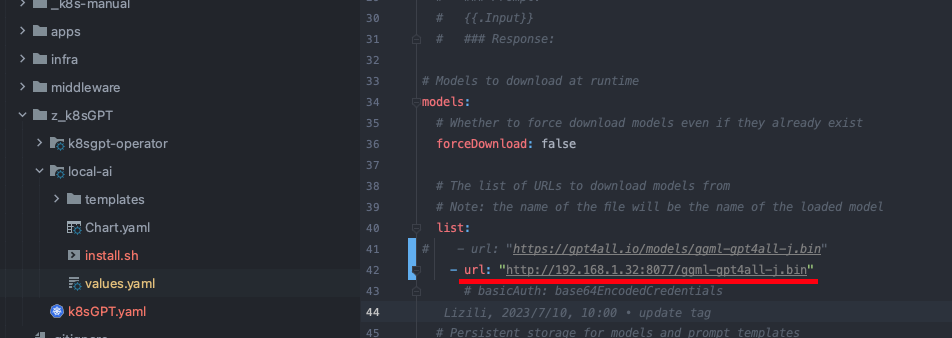 _k8s-manual
apps
infra
middleware
z_k8sGPT
k8sgpt-operator
local-ai
templates
Chart.yaml
install.sh
values.yaml
k8sGPT.yaml
.gitignore
30 # {{.Input}}
31 # ### Response:
32
33 # Models to download at runtime
34 models:
35 # Whether to force download models even if they already exist
36 forceDownload: false
37
38 # The list of URLs to download models from
39 # Note: the name of the file will be the name of the loaded model
40 list:
41 # - url: "https://gpt4all.io/models/ggml-gpt4all-j.bin"
42 - url: "http://192.168.1.32:8077/ggml-gpt4all-j.bin"
43 # basicAuth: base64EncodedCredentials
44 Lizili, 2023/7/10, 10:00 • update tag
45 # Persistent storage for models and prompt templates